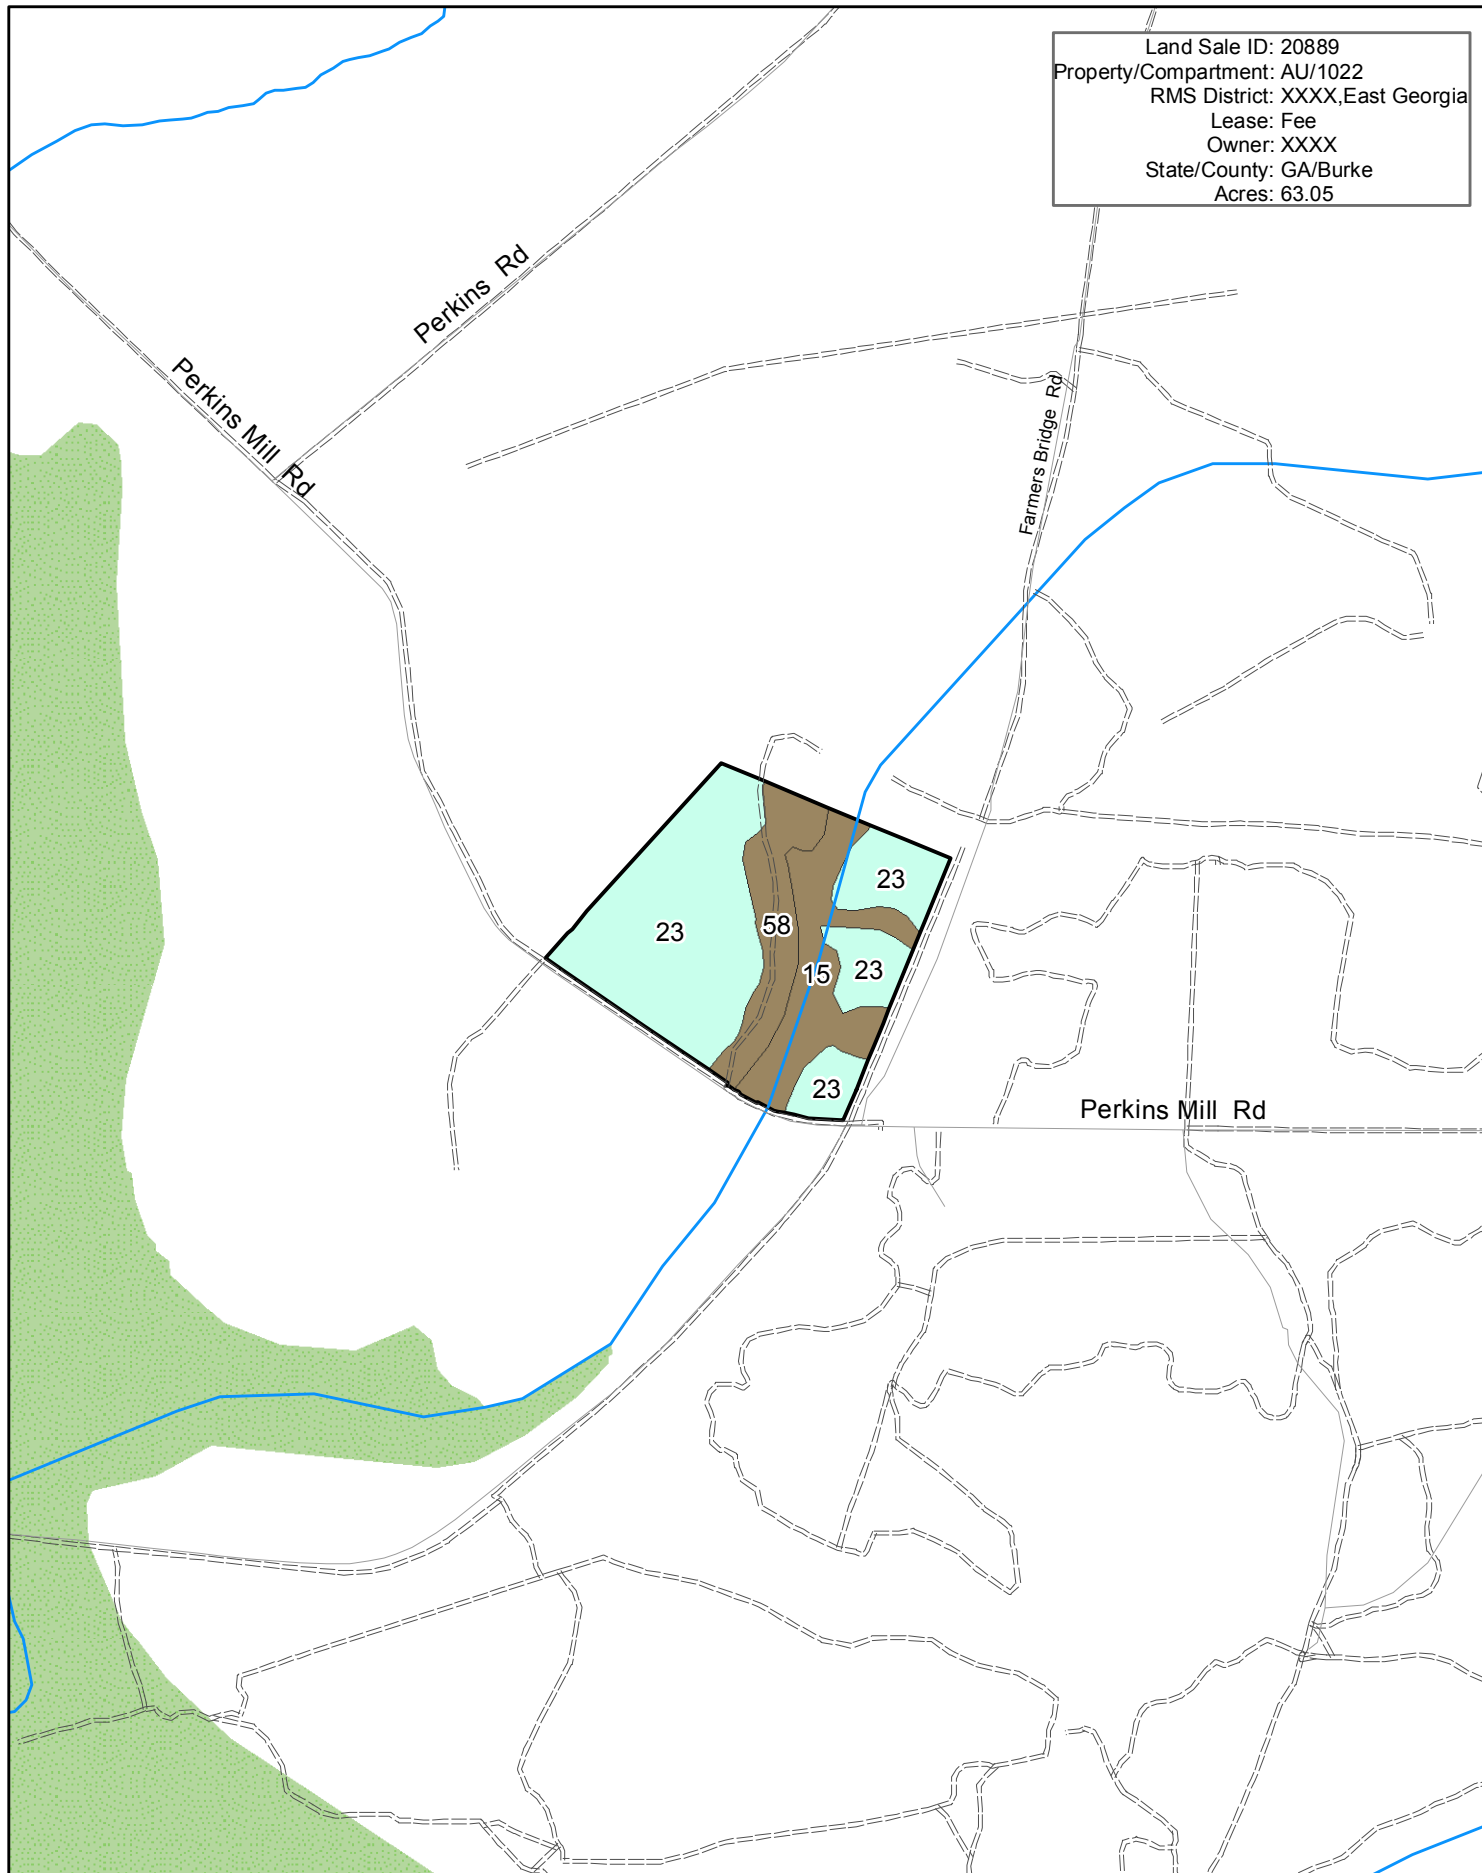 Land Sale ID: 20889
Property/Compartment: AU/1022
RMS District: XXXX,East Georgia
Lease: Fee
Owner: XXXX
State/County: GA/Burke
Acres: 63.05
Perkins Rd
Perkins Mill Rd
Farmers Bridge Rd
23
58
23
23
15
23
Perkins Mill Rd